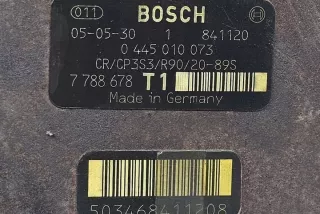 011 BOSCH
05-05-30 1 841120
0 445 010 073
CR/CP3S3/R90/20-89S
7 788 678 T1
Made in Germany
503468411208